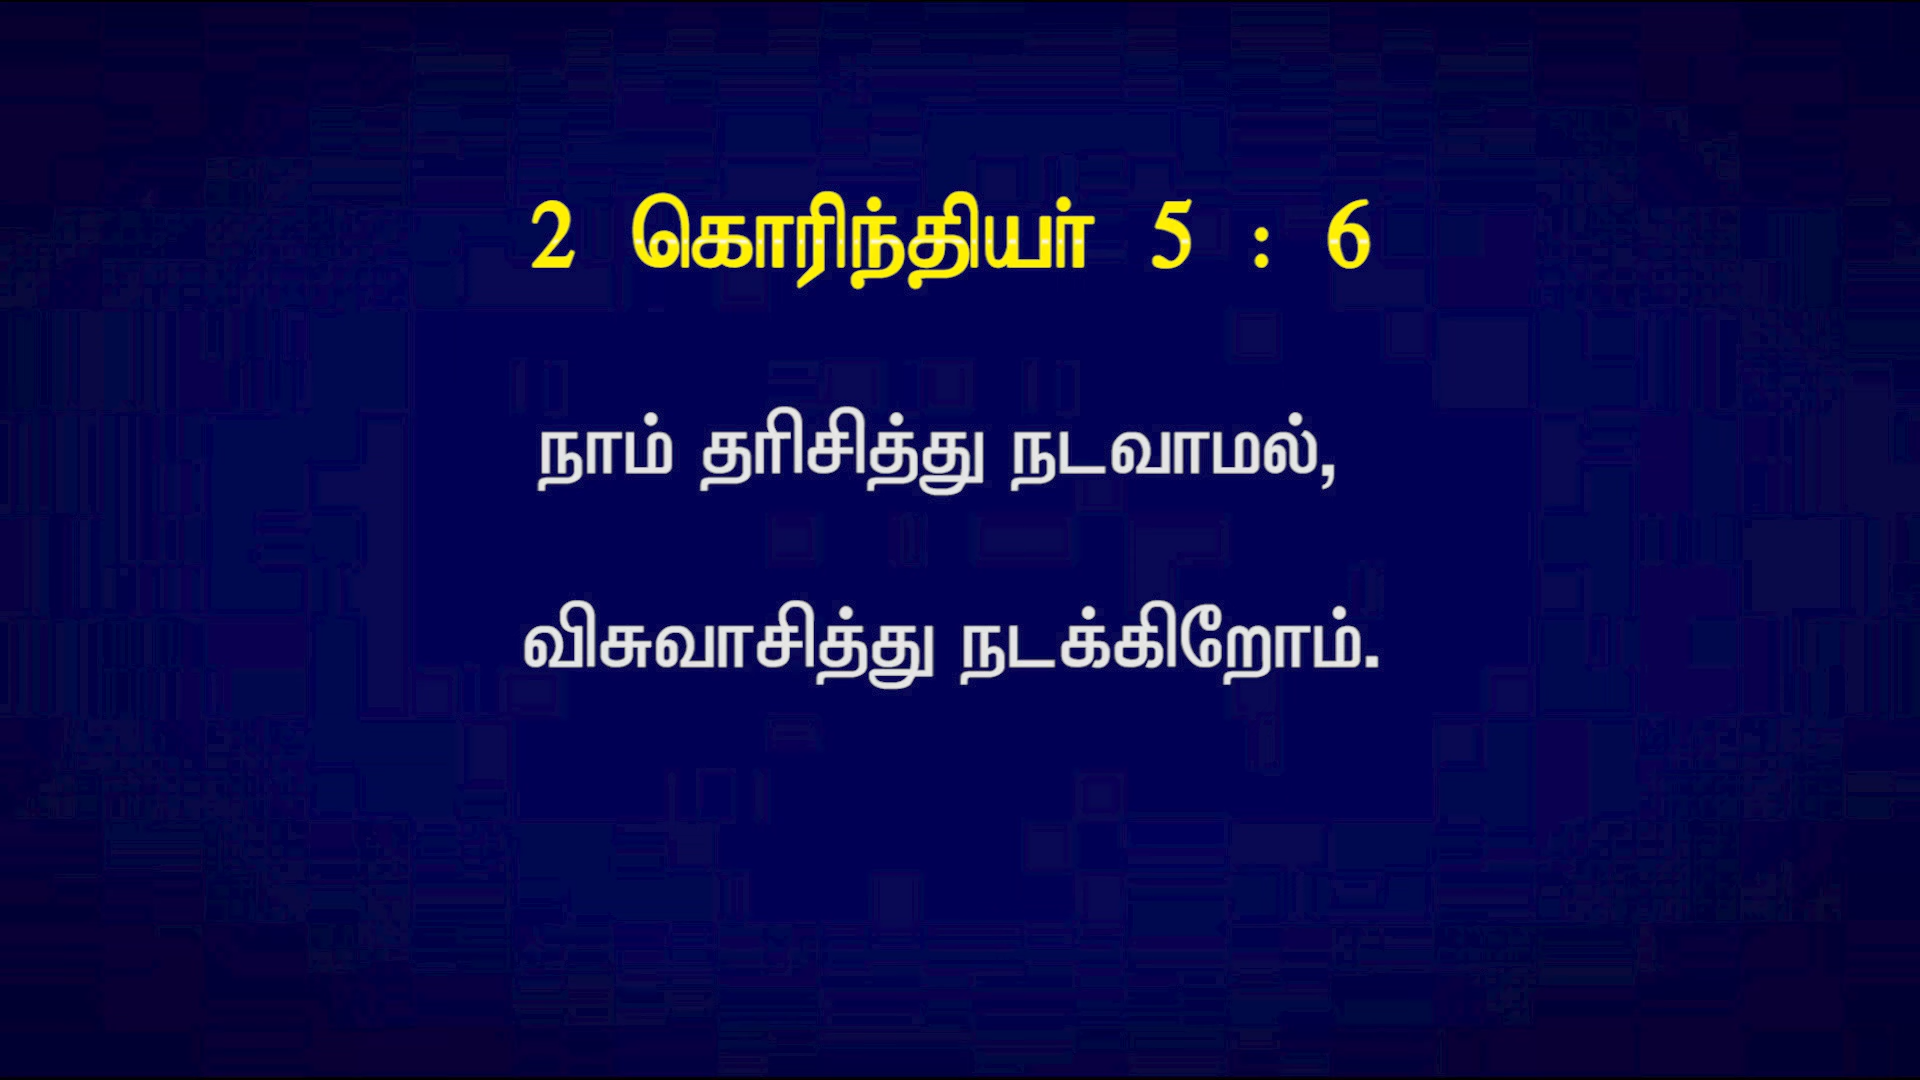 2 கொரிந்தியர் 5 : 6
நாம் தரிசித்து நடவாமல்,
விசுவாசித்து நடக்கிறோம்.